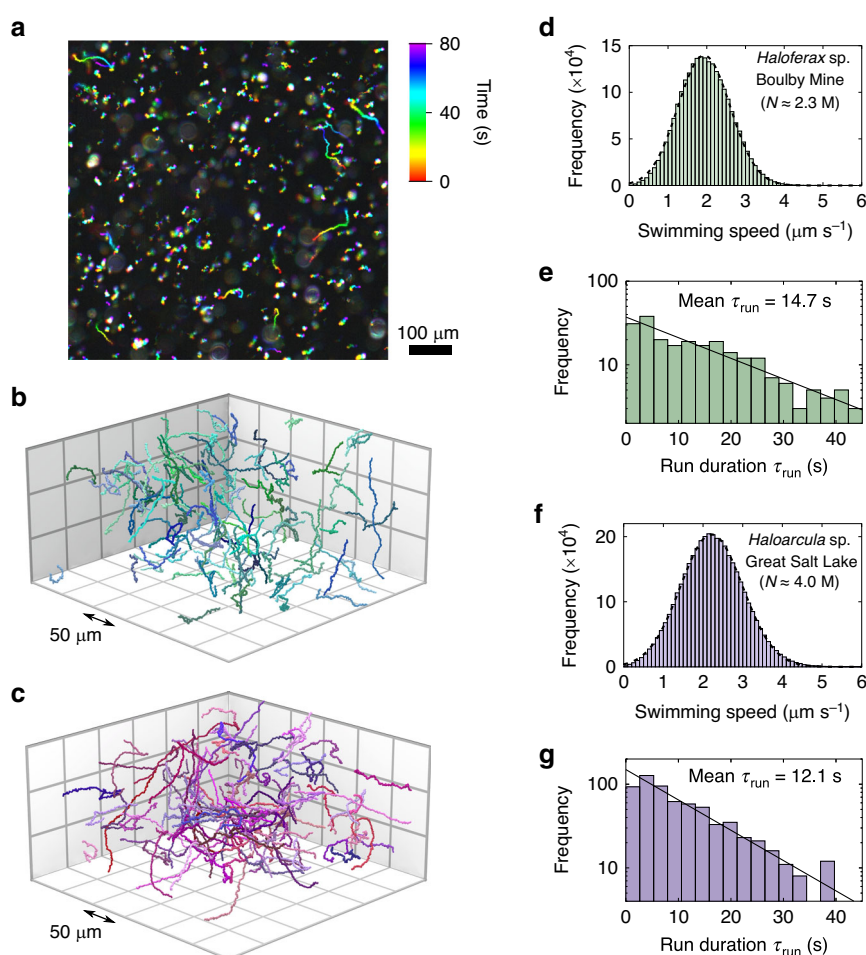 a
80
40
0
Time (s)
100 μm
b
50 μm
c
50 μm
d
15
10
5
0
Frequency (×10⁴)
Haloferax sp.
Boulby Mine
(N ≈ 2.3 M)
0 1 2 3 4 5 6
Swimming speed (μm s⁻¹)
e
100
10
Frequency
Mean τrun = 14.7 s
0 10 20 30 40
Run duration τrun (s)
f
20
10
0
Frequency (×10⁴)
Haloarcula sp.
Great Salt Lake
(N ≈ 4.0 M)
0 1 2 3 4 5 6
Swimming speed (μm s⁻¹)
g
100
10
Frequency
Mean τrun = 12.1 s
0 10 20 30 40
Run duration τrun (s)